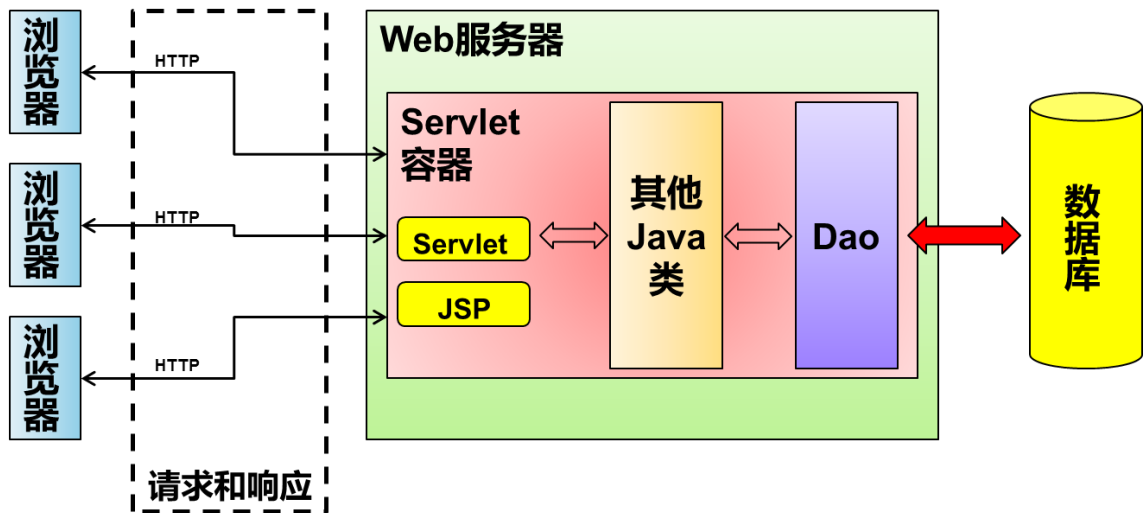 浏览器
HTTP
浏览器
HTTP
浏览器
HTTP
请求和响应
Web服务器
Servlet
容器
Servlet
JSP
其他
Java
类
Dao
数据库